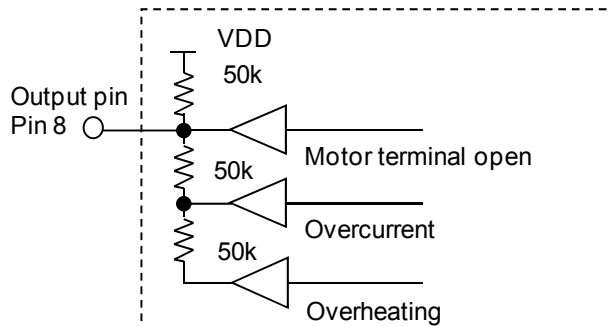 VDD
50k
Output pin
Pin 8
Motor terminal open
50k
Overcurrent
50k
Overheating